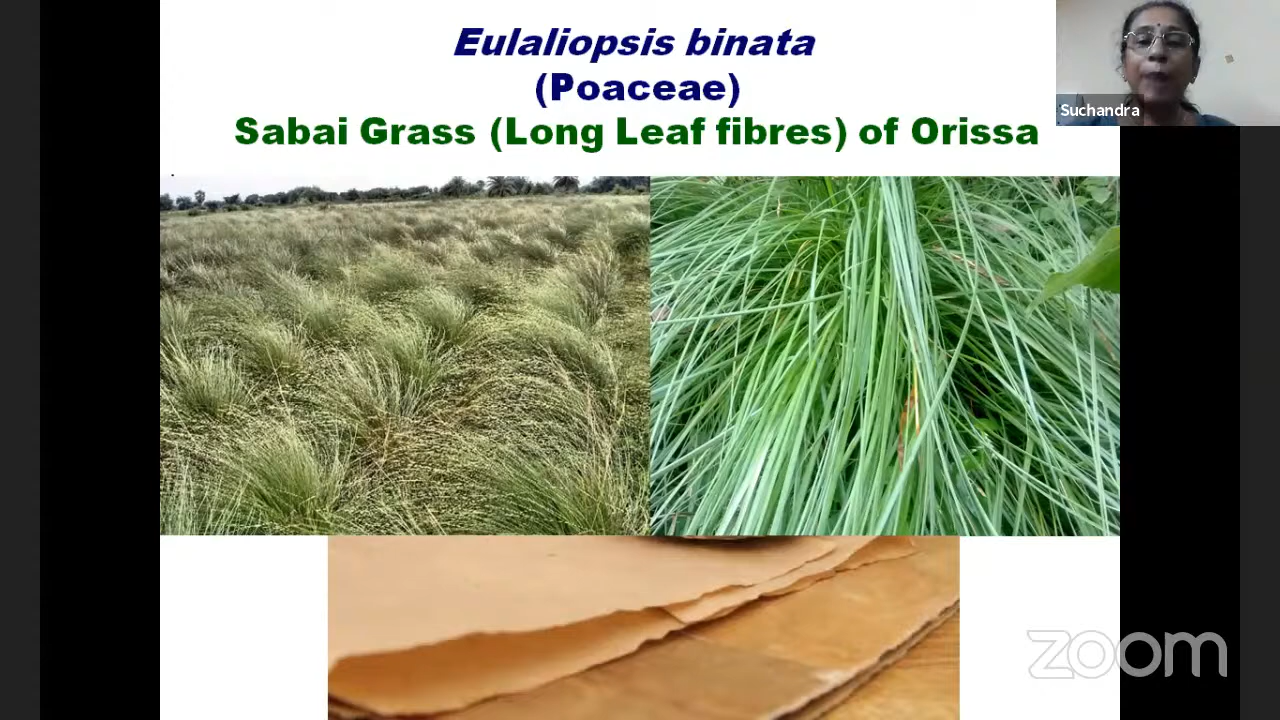 Eulaliopsis binata
(Poaceae)
Sabai Grass (Long Leaf fibres) of Orissa
Suchandra
zoom